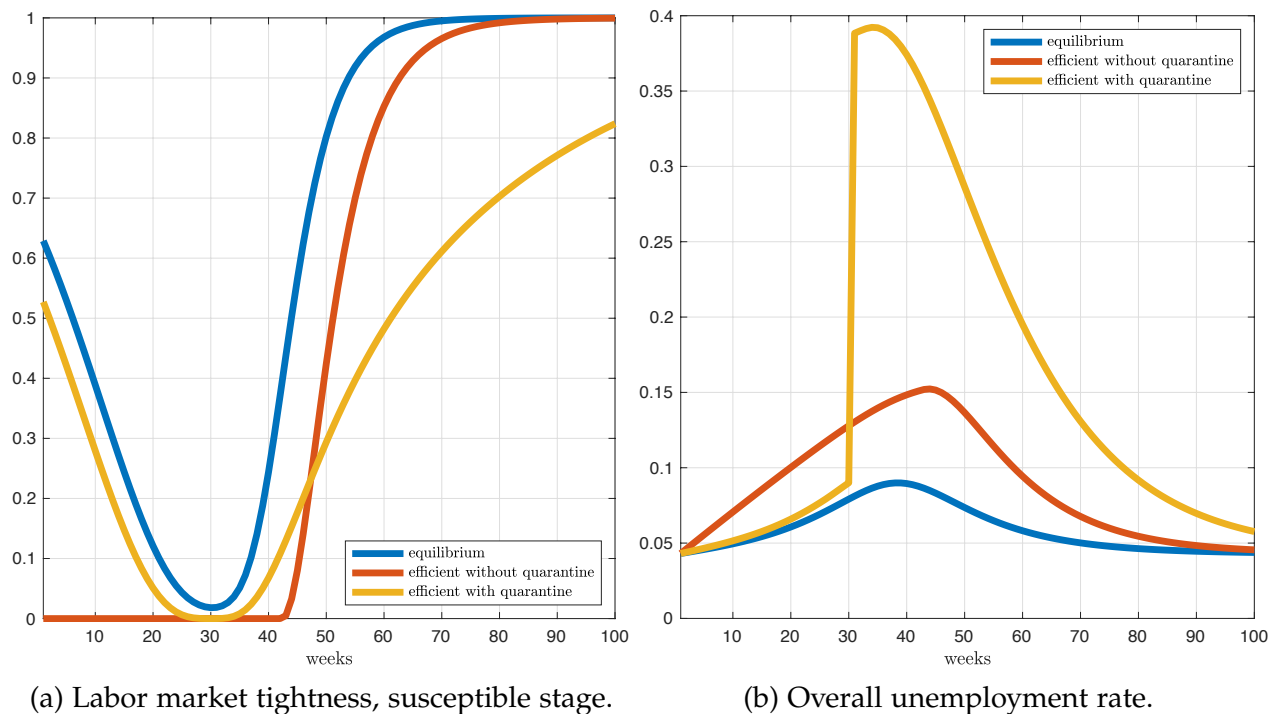 1
0.9
0.8
0.7
0.6
0.5
0.4
0.3
0.2
0.1
0
equilibrium
efficient without quarantine
efficient with quarantine
10 20 30 40 50 60 70 80 90 100
weeks
(a) Labor market tightness, susceptible stage.
0.4
0.35
0.3
0.25
0.2
0.15
0.1
0.05
0
equilibrium
efficient without quarantine
efficient with quarantine
10 20 30 40 50 60 70 80 90 100
weeks
(b) Overall unemployment rate.